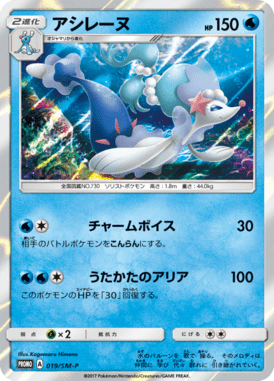 2進化
アシレーヌ
HP150
オシャマリから進化
全国図鑑NO.730 ソリストポケモン 高さ：1.8m 重さ：44.0kg
チャームボイス 30
相手のバトルポケモンをこんらんにする。
うたかたのアリア 100
このポケモンのHPを「30」回復する。
弱点 ×2 抵抗力 にげる
Illus.Kagemaru Himeno
PROMO A 019/SM-P
©2017 Pokémon/Nintendo/Creatures/GAME FREAK.